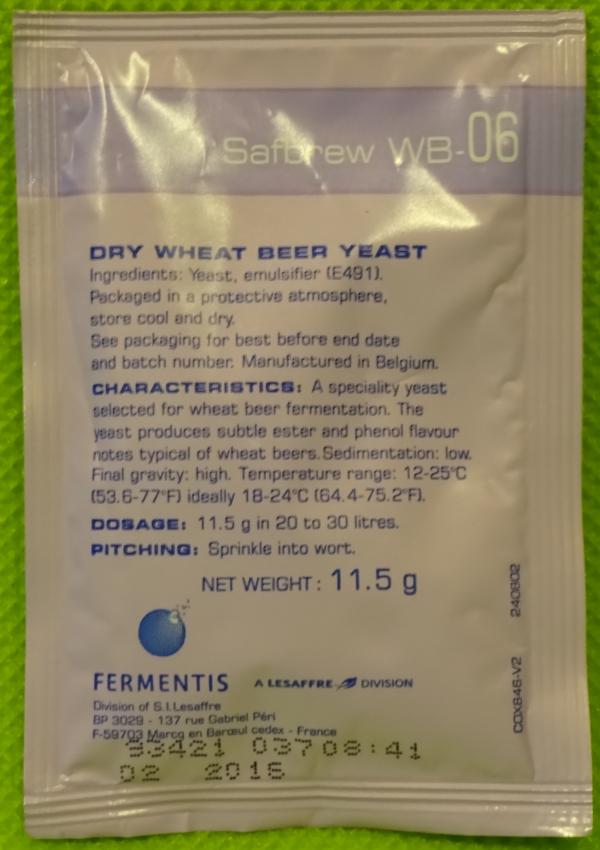 Safbrew WB-06
DRY WHEAT BEER YEAST
Ingredients: Yeast, emulsifier (E491).
Packaged in a protective atmosphere,
store cool and dry.
See packaging for best before end date
and batch number. Manufactured in Belgium.
CHARACTERISTICS: A speciality yeast
selected for wheat beer fermentation. The
yeast produces subtle ester and phenol flavour
notes typical of wheat beers. Sedimentation: low.
Final gravity: high. Temperature range: 12-25°C
(53.6-77°F) ideally 18-24°C (64.4-75.2°F).
DOSAGE: 11.5 g in 20 to 30 litres.
PITCHING: Sprinkle into wort.
NET WEIGHT : 11.5 g
FERMENTIS A LESAFFRE DIVISION
Division of S.I.Lesaffre
BP 3029 - 137 rue Gabriel Péri
F-59703 Marcq en Barœul cedex - France
93421 03708:41
02 2016
COX646-V2 240802